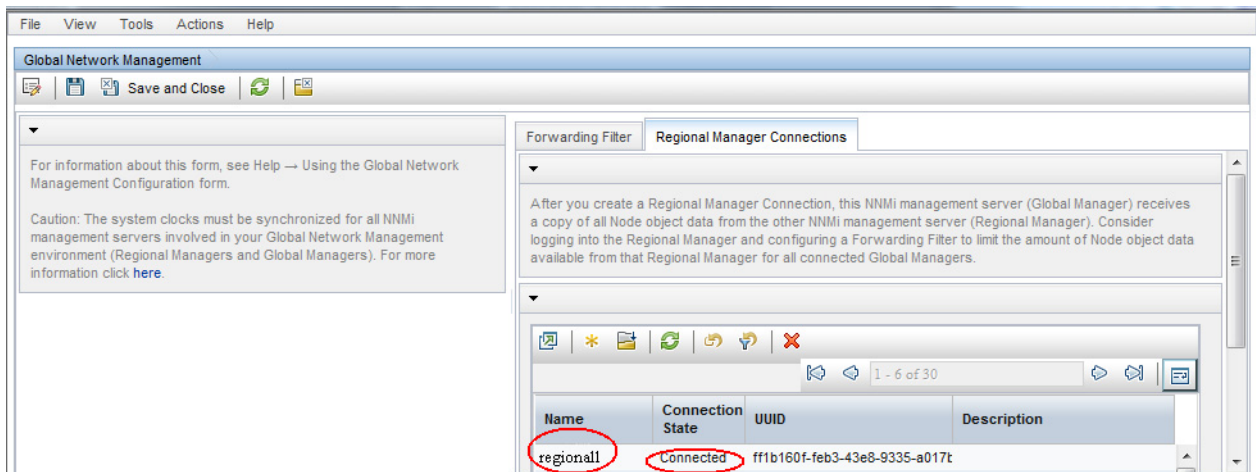 File View Tools Actions Help
Global Network Management
Save and Close
For information about this form, see Help → Using the Global Network
Management Configuration form.
Caution: The system clocks must be synchronized for all NNMi
management servers involved in your Global Network Management
environment (Regional Managers and Global Managers). For more
information click here.
Forwarding Filter Regional Manager Connections
After you create a Regional Manager Connection, this NNMi management server (Global Manager) receives
a copy of all Node object data from the other NNMi management server (Regional Manager). Consider
logging into the Regional Manager and configuring a Forwarding Filter to limit the amount of Node object data
available from that Regional Manager for all connected Global Managers.
1 - 6 of 30
Name Connection State UUID Description
regional1 Connected ff1b160f-feb3-43e8-9335-a017b